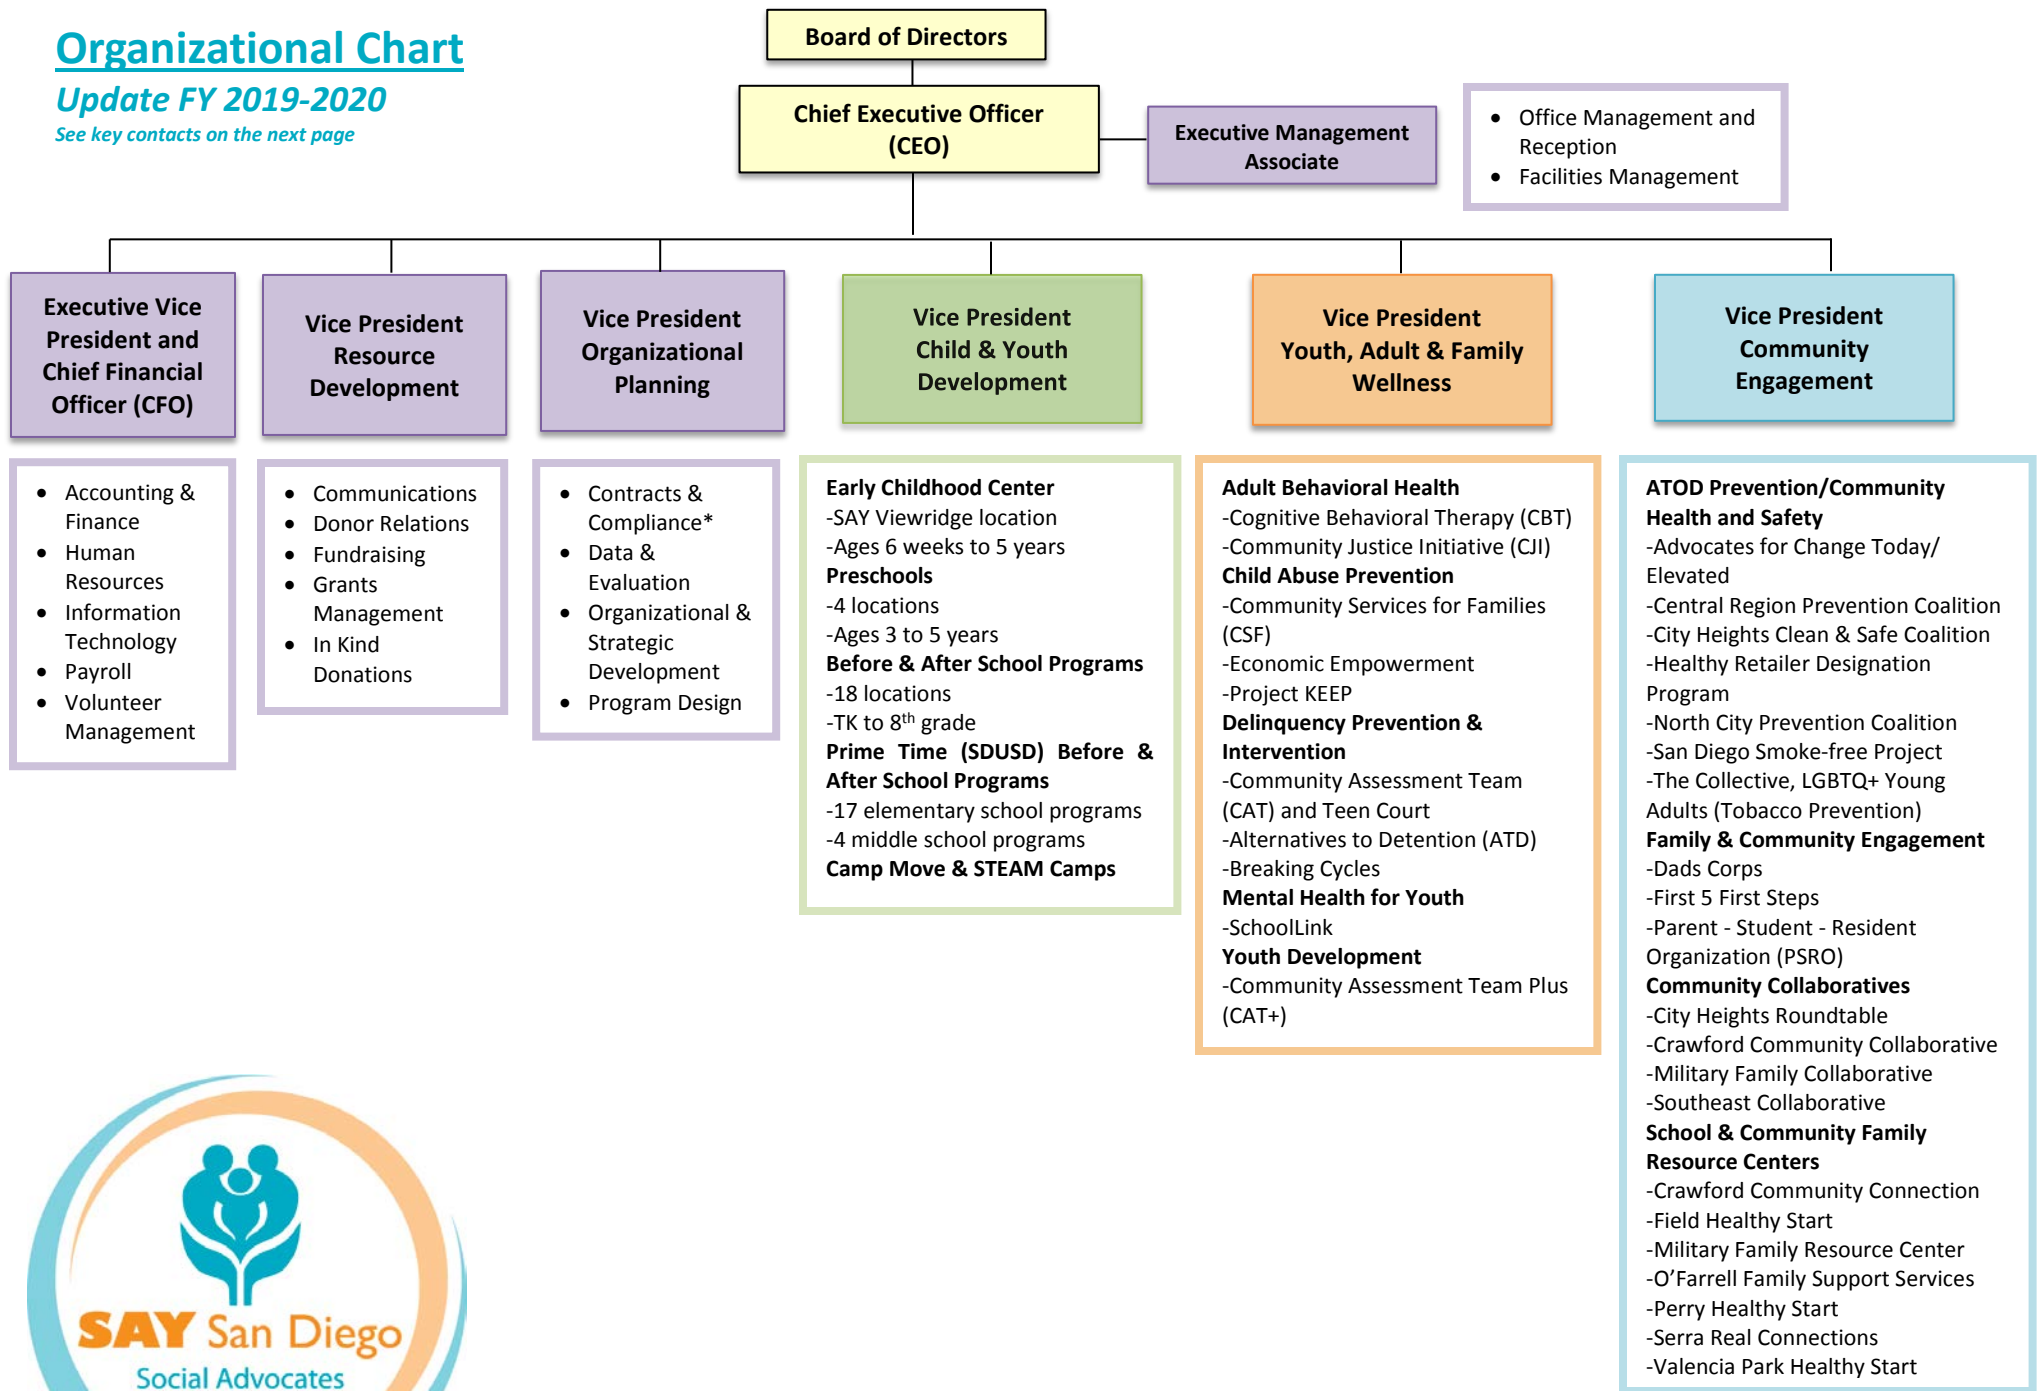 Organizational Chart
Update FY 2019-2020
See key contacts on the next page
Board of Directors
Chief Executive Officer
(CEO)
Executive Management
Associate
• Office Management and
Reception
• Facilities Management
Executive Vice
President and
Chief Financial
Officer (CFO)
Vice President
Resource
Development
Vice President
Organizational
Planning
Vice President
Child & Youth
Development
Vice President
Youth, Adult & Family
Wellness
Vice President
Community
Engagement
• Accounting &
Finance
• Human
Resources
• Information
Technology
• Payroll
• Volunteer
Management
• Communications
• Donor Relations
• Fundraising
• Grants
Management
• In Kind
Donations
• Contracts &
Compliance*
• Data &
Evaluation
• Organizational &
Strategic
Development
• Program Design
Early Childhood Center
-SAY Viewridge location
-Ages 6 weeks to 5 years
Preschools
-4 locations
-Ages 3 to 5 years
Before & After School Programs
-18 locations
-TK to 8th grade
Prime Time (SDUSD) Before &
After School Programs
-17 elementary school programs
-4 middle school programs
Camp Move & STEAM Camps
Adult Behavioral Health
-Cognitive Behavioral Therapy (CBT)
-Community Justice Initiative (CJI)
Child Abuse Prevention
-Community Services for Families
(CSF)
-Economic Empowerment
-Project KEEP
Delinquency Prevention &
Intervention
-Community Assessment Team
(CAT) and Teen Court
-Alternatives to Detention (ATD)
-Breaking Cycles
Mental Health for Youth
-SchoolLink
Youth Development
-Community Assessment Team Plus
(CAT+)
ATOD Prevention/Community
Health and Safety
-Advocates for Change Today/
Elevated
-Central Region Prevention Coalition
-City Heights Clean & Safe Coalition
-Healthy Retailer Designation
Program
-North City Prevention Coalition
-San Diego Smoke-free Project
-The Collective, LGBTQ+ Young
Adults (Tobacco Prevention)
Family & Community Engagement
-Dads Corps
-First 5 First Steps
-Parent - Student - Resident
Organization (PSRO)
Community Collaboratives
-City Heights Roundtable
-Crawford Community Collaborative
-Military Family Collaborative
-Southeast Collaborative
School & Community Family
Resource Centers
-Crawford Community Connection
-Field Healthy Start
-Military Family Resource Center
-O’Farrell Family Support Services
-Perry Healthy Start
-Serra Real Connections
-Valencia Park Healthy Start
SAY San Diego
Social Advocates